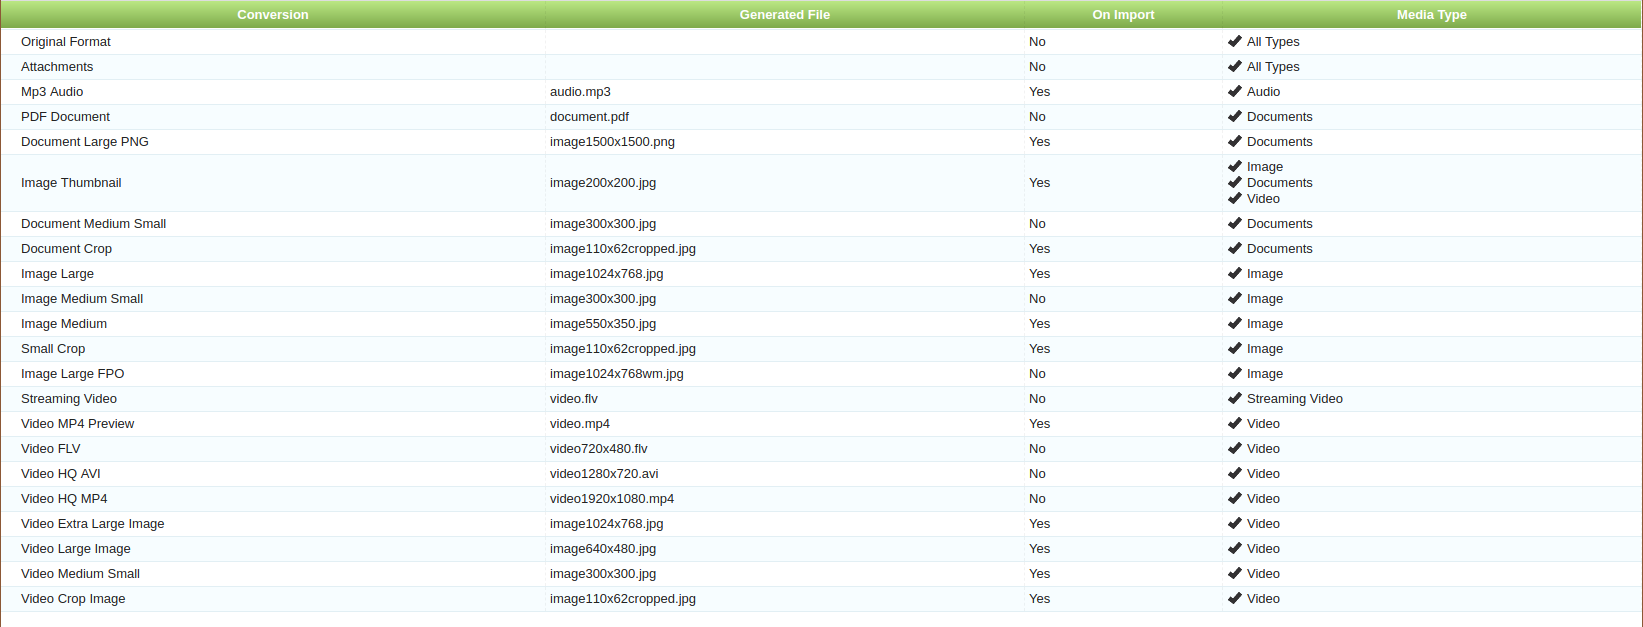 Conversion Generated File On Import Media Type
Original Format No All Types
Attachments No All Types
Mp3 Audio audio.mp3 Yes Audio
PDF Document document.pdf No Documents
Document Large PNG image1500x1500.png Yes Documents
Image
Image Thumbnail image200x200.jpg Yes Documents
Video
Document Medium Small image300x300.jpg No Documents
Document Crop image110x62cropped.jpg Yes Documents
Image Large image1024x768.jpg Yes Image
Image Medium Small image300x300.jpg No Image
Image Medium image550x350.jpg Yes Image
Small Crop image110x62cropped.jpg Yes Image
Image Large FPO image1024x768wm.jpg No Image
Streaming Video video.flv No Streaming Video
Video MP4 Preview video.mp4 Yes Video
Video FLV video720x480.flv No Video
Video HQ AVI video1280x720.avi No Video
Video HQ MP4 video1920x1080.mp4 No Video
Video Extra Large Image image1024x768.jpg Yes Video
Video Large Image image640x480.jpg Yes Video
Video Medium Small image300x300.jpg Yes Video
Video Crop Image image110x62cropped.jpg Yes Video